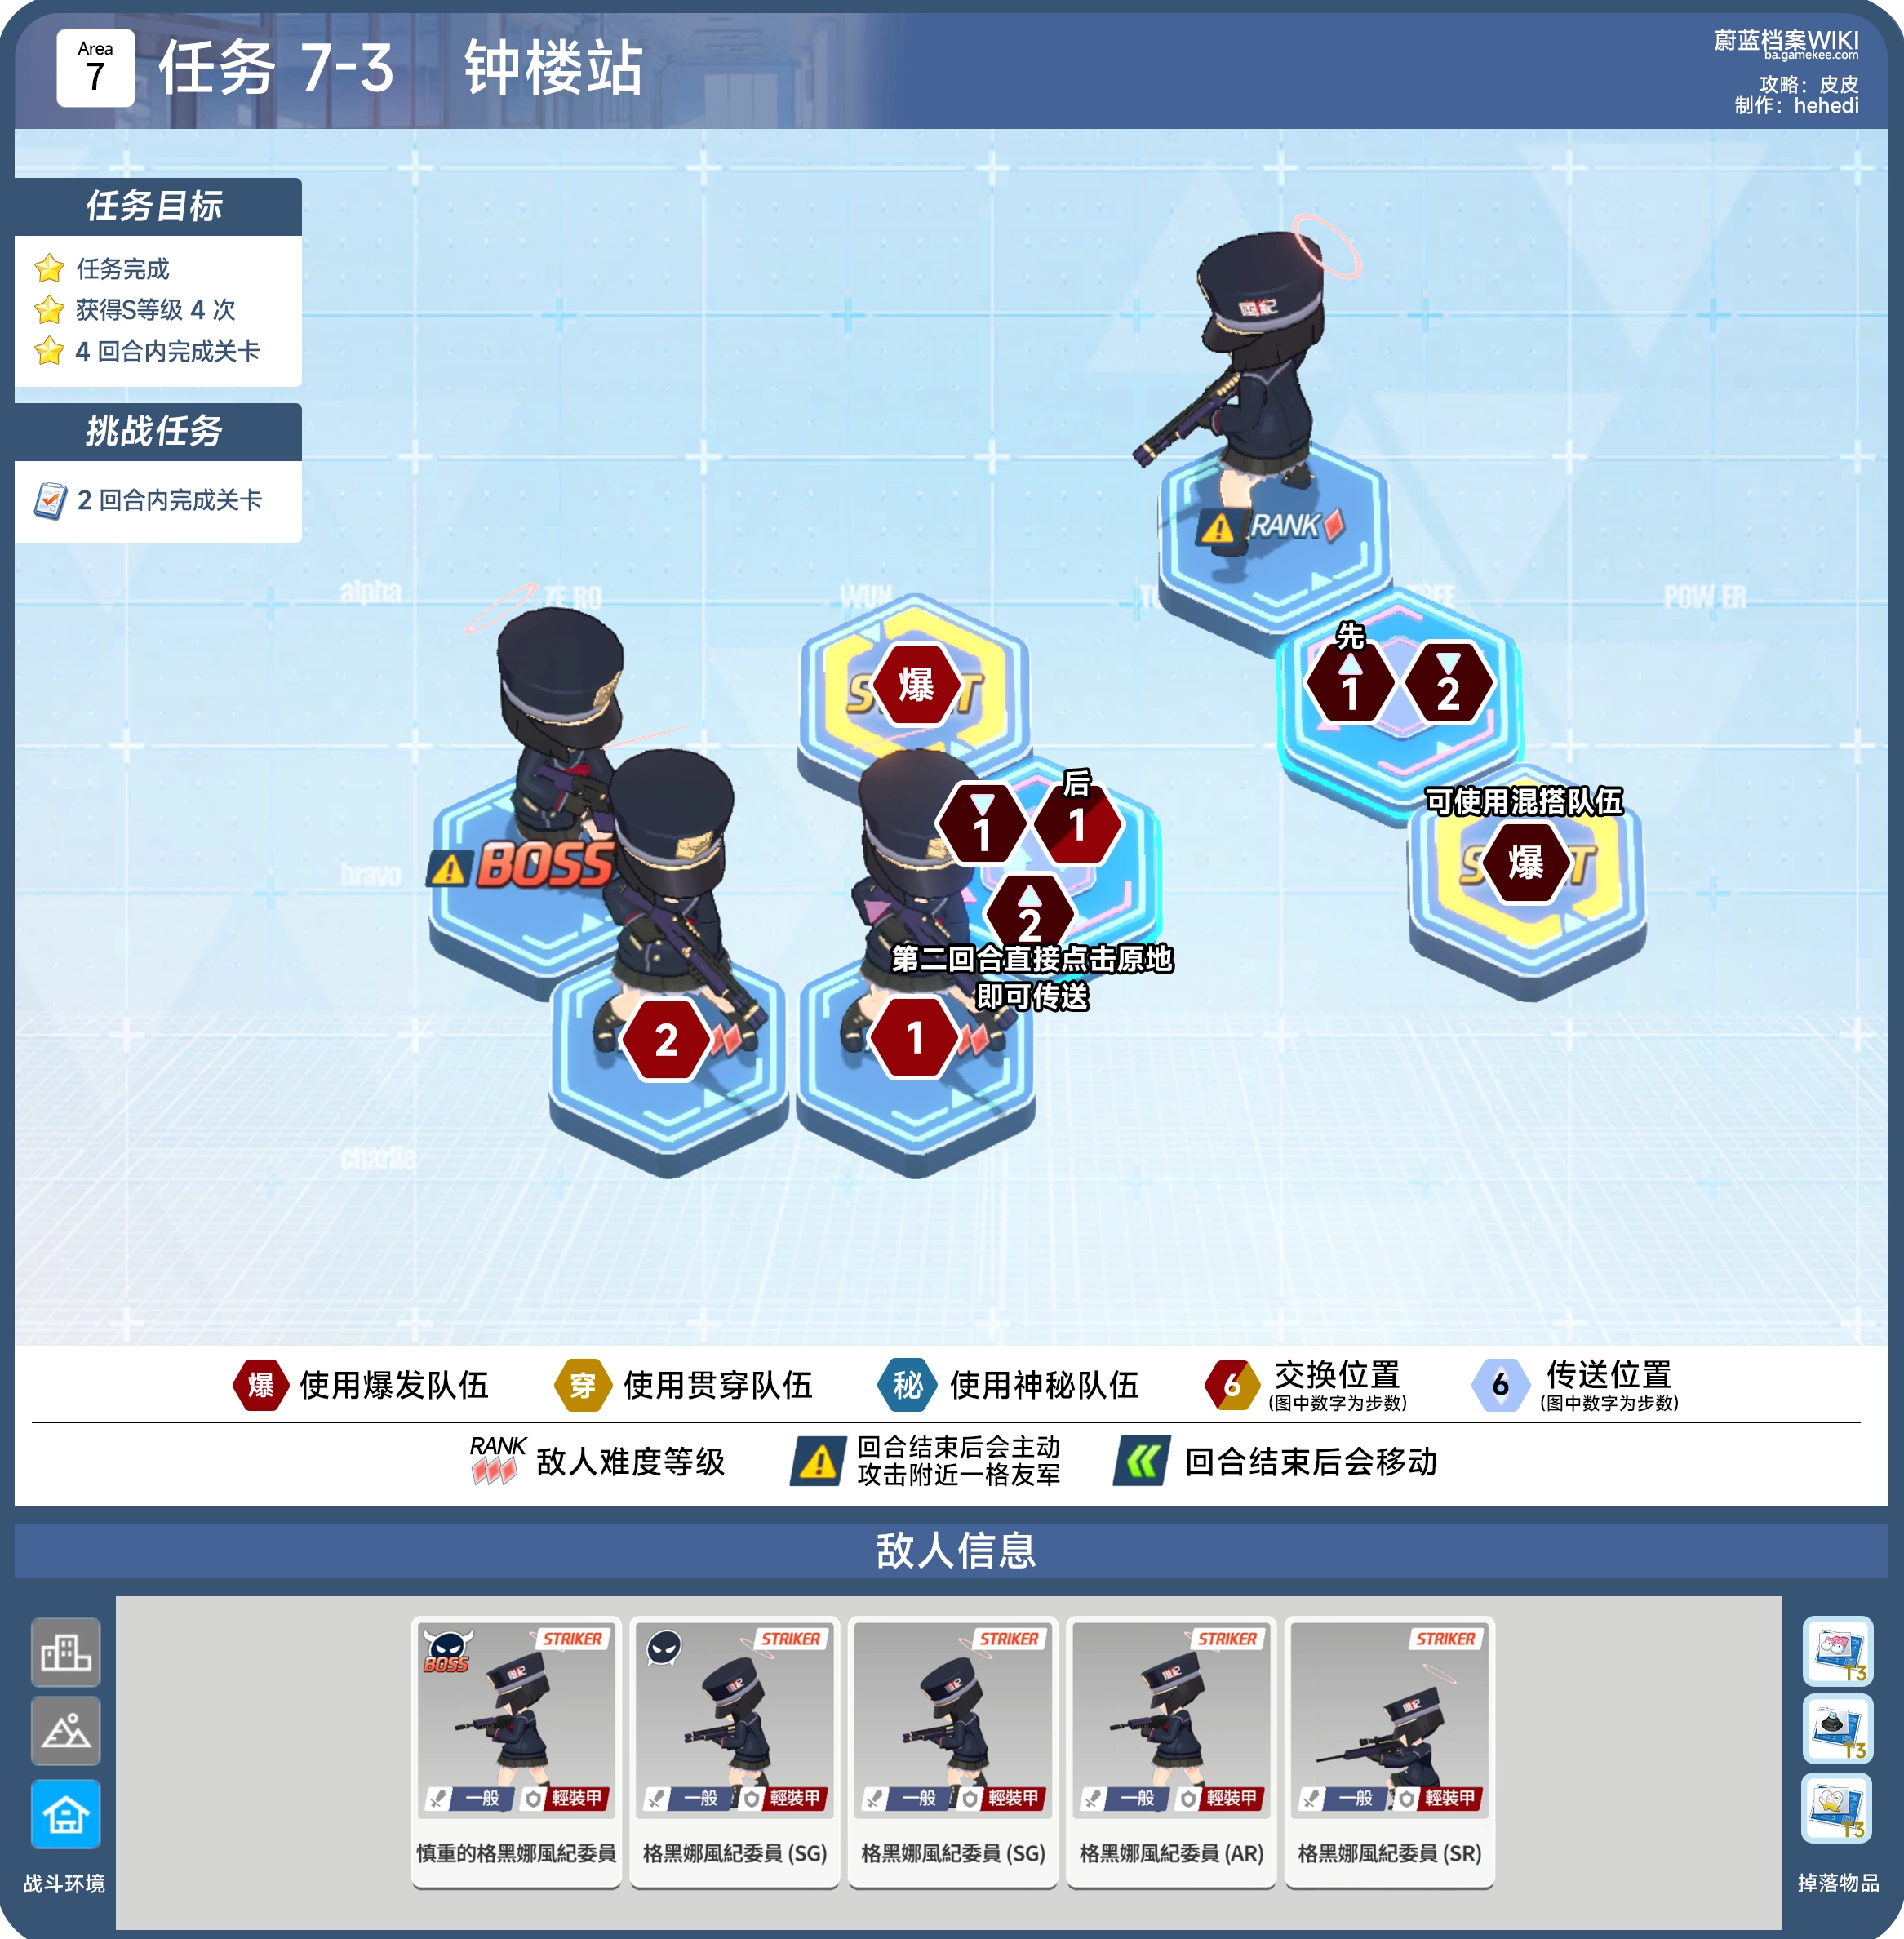 Area
7
任务 7-3 钟楼站
蔚蓝档案WIKI
ba.gamekee.com
攻略：皮皮
制作：hehedi
任务目标
任务完成
获得S等级 4 次
4 回合内完成关卡
挑战任务
2 回合内完成关卡
國紀
RANK
alpha
ZERO
WUN
POWER
先
1
2
爆
后
1
1
2
可使用混搭队伍
爆
bravo
BOSS
第二回合直接点击原地
即可传送
2
1
charlie
爆 使用爆发队伍
穿 使用贯穿队伍
秘 使用神秘队伍
6 交换位置
(图中数字为步数)
6 传送位置
(图中数字为步数)
RANK 敌人难度等级
回合结束后会主动
攻击附近一格友军
回合结束后会移动
敌人信息
BOSS STRIKER
一般 輕裝甲
慎重的格黑娜風紀委員
STRIKER
一般 輕裝甲
格黑娜風紀委員 (SG)
STRIKER
一般 輕裝甲
格黑娜風紀委員 (SG)
STRIKER
一般 輕裝甲
格黑娜風紀委員 (AR)
STRIKER
一般 輕裝甲
格黑娜風紀委員 (SR)
战斗环境
T3
T3
T3
掉落物品